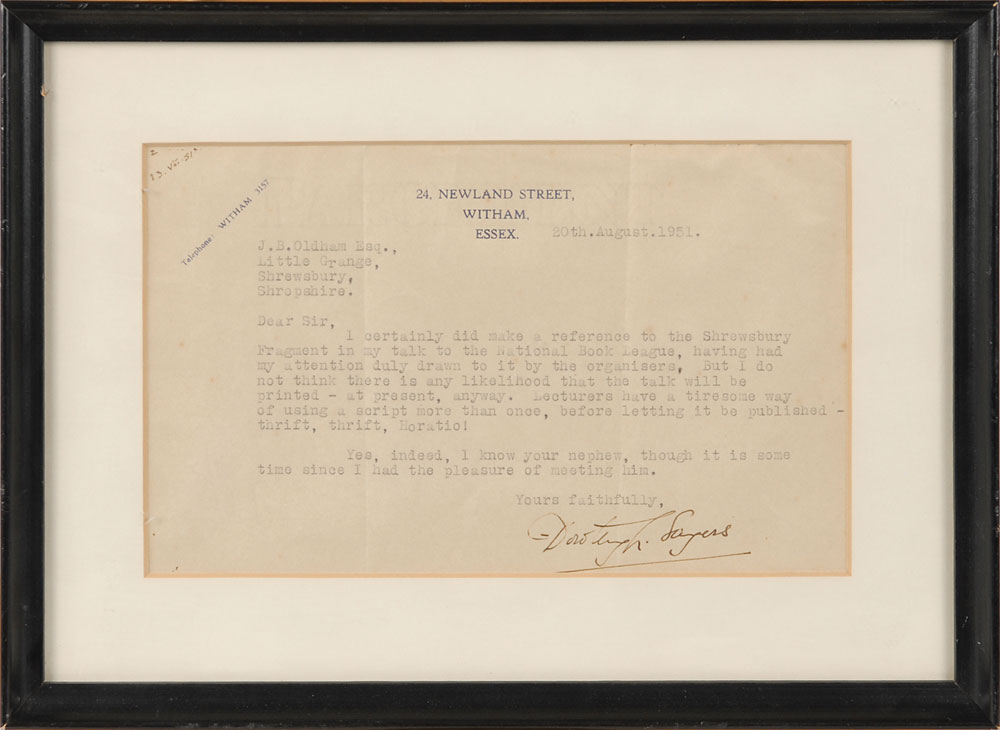 2
23. VIII. 51
Telephone: WITHAM 3157
24, NEWLAND STREET,
WITHAM,
ESSEX.
20th.August.1951.
J.B.Oldham Esq.,
Little Grange,
Shrewsbury,
Shropshire.
Dear Sir,
I certainly did make a reference to the Shrewsbury
Fragment in my talk to the National Book League, having had
my attention duly drawn to it by the organisers, But I do
not think there is any likelihood that the talk will be
printed - at present, anyway. Lecturers have a tiresome way
of using a script more than once, before letting it be published -
thrift, thrift, Horatio!
Yes, indeed, I know your nephew, though it is some
time since I had the pleasure of meeting him.
Yours faithfully,
Dorothy L. Sayers